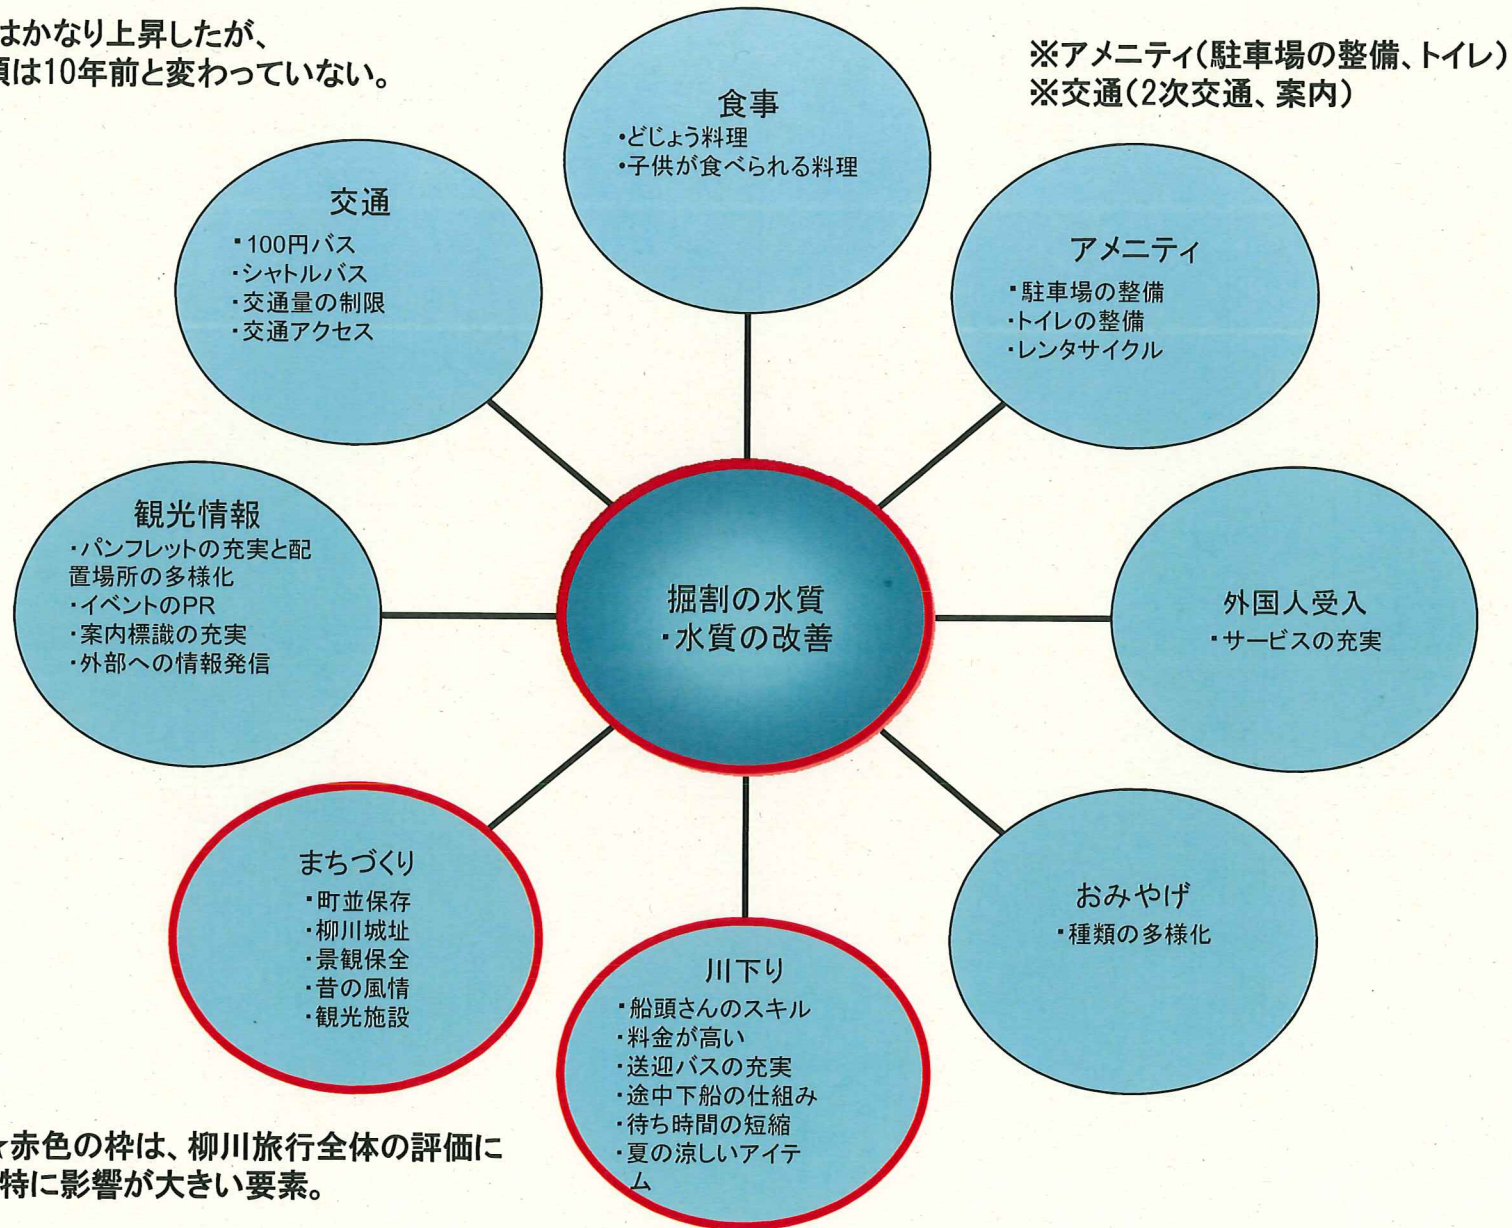 はかなり上昇したが、
は10年前と変わっていない。
※アメニティ(駐車場の整備、トイレ)
※交通(2次交通、案内)
食事
・どじょう料理
・子供が食べられる料理
交通
・100円バス
・シャトルバス
・交通量の制限
・交通アクセス
アメニティ
・駐車場の整備
・トイレの整備
・レンタサイクル
観光情報
・パンフレットの充実と配
置場所の多様化
・イベントのPR
・案内標識の充実
・外部への情報発信
掘割の水質
・水質の改善
外国人受入
・サービスの充実
まちづくり
・町並保存
・柳川城址
・景観保全
・昔の風情
・観光施設
川下り
・船頭さんのスキル
・料金が高い
・送迎バスの充実
・途中下船の仕組み
・待ち時間の短縮
・夏の涼しいアイテ
ム
おみやげ
・種類の多様化
赤色の枠は、柳川旅行全体の評価に
特に影響が大きい要素。